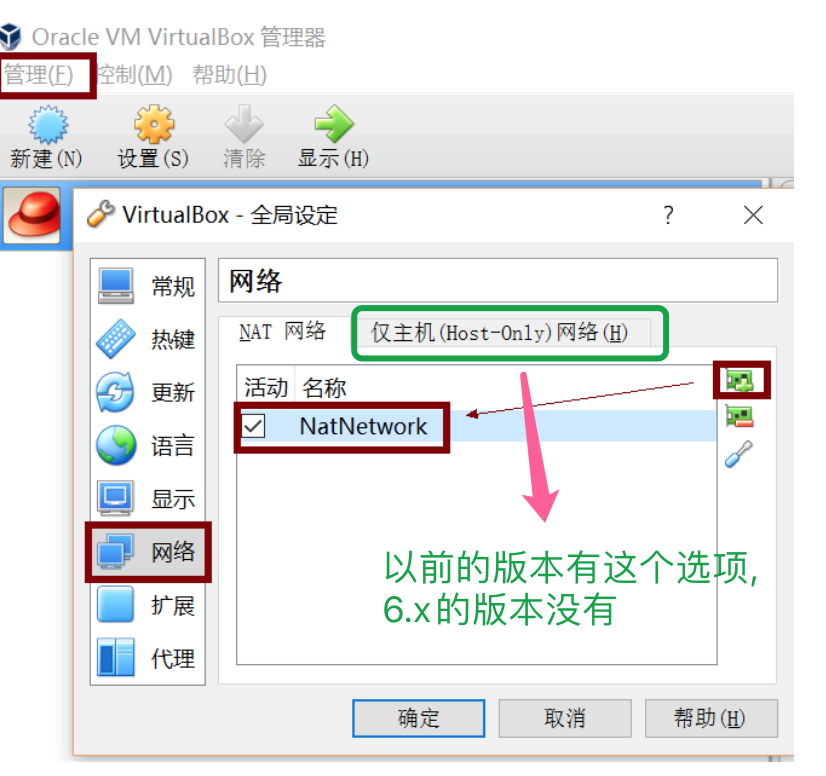 Oracle VM VirtualBox 管理器
管理(F) 控制(M) 帮助(H)
新建(N) 设置(S) 清除 显示(H)
VirtualBox - 全局设定 ?
常规
热键
更新
语言
显示
网络
扩展
代理
网络
NAT 网络 仅主机(Host-Only)网络(H)
活动 名称
NatNetwork
以前的版本有这个选项,
6.x的版本没有
确定 取消 帮助(H)